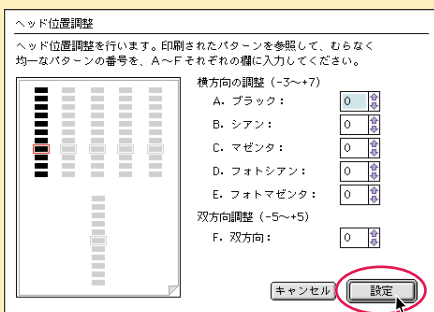 ヘッド位置調整
ヘッド位置調整を行います。印刷されたパターンを参照して、むらなく
均一なパターンの番号を、A〜Fそれぞれの欄に入力してください。
横方向の調整（-3〜+7）
A. ブラック： 0
B. シアン： 0
C. マゼンタ： 0
D. フォトシアン： 0
E. フォトマゼンタ： 0
双方向調整（-5〜+5）
F. 双方向： 0
キャンセル 設定